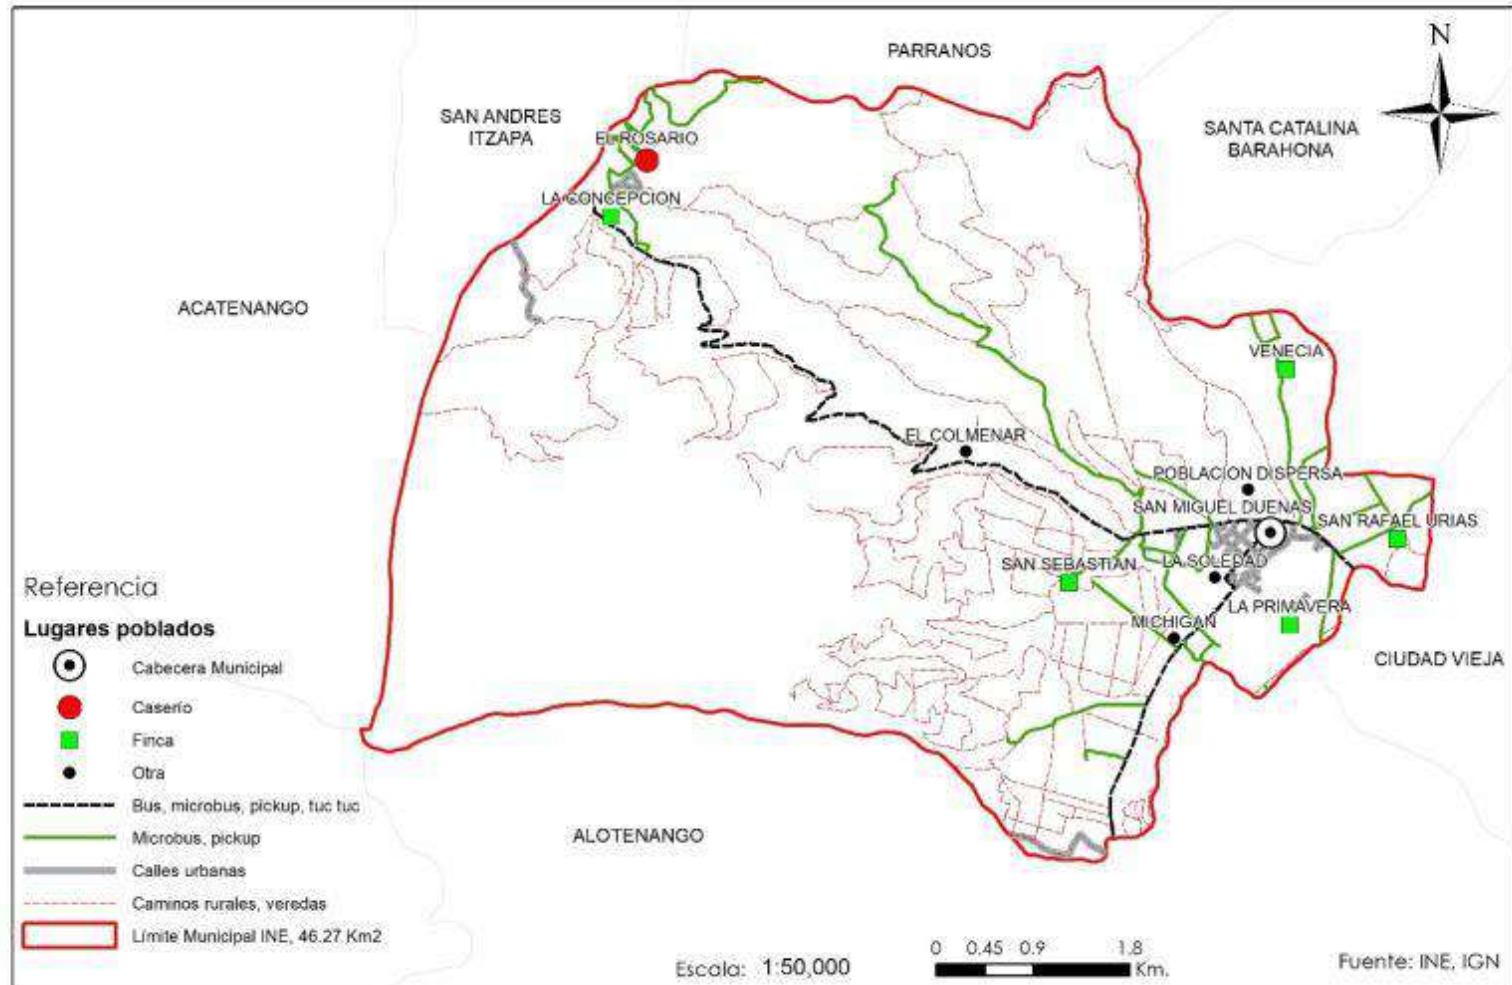 PARRAMOS
N
SAN ANDRES
ITZAPA
SANTA CATALINA
BARAHONA
EL ROSARIO
LA CONCEPCION
ACATENANGO
VENECIA
EL COLMENAR
POBLACION DISPERSA
SAN MIGUEL DUENAS
SAN RAFAEL URIAS
SAN SEBASTIAN
LA SOLEDAD
LA PRIMAVERA
MICHIGAN
CIUDAD VIEJA
ALOTENANGO
Referencia
Lugares poblados
Cabecera Municipal
Caserio
Finca
Otra
Bus, microbus, pickup, tuc tuc
Microbus, pickup
Calles urbanas
Caminos rurales, veredas
Límite Municipal INE, 46.27 Km2
Escala: 1:50,000
0 0.45 0.9 1.8
Km.
Fuente: INE, IGN